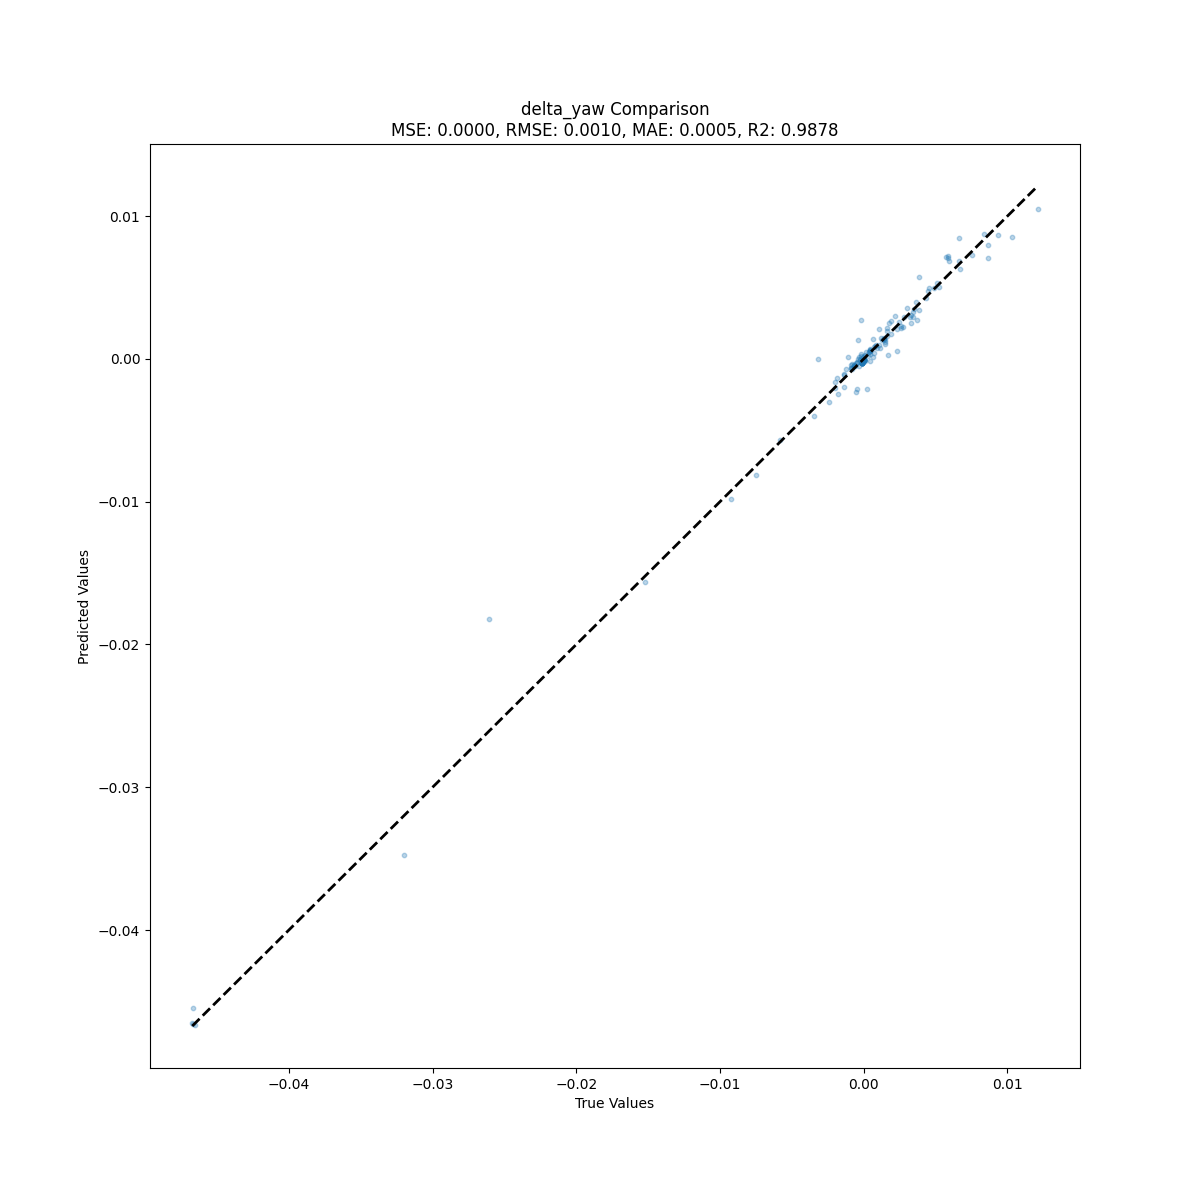 delta_yaw Comparison
MSE: 0.0000, RMSE: 0.0010, MAE: 0.0005, R2: 0.9878
0.01
0.00
−0.01
−0.02
−0.03
−0.04
Predicted Values
−0.04 −0.03 −0.02 −0.01 0.00 0.01
True Values